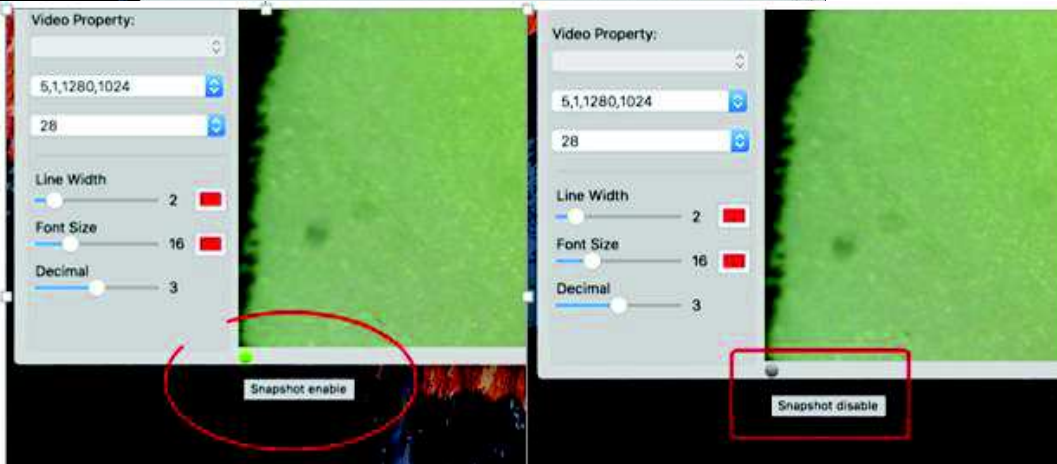 Video Property:
5,1,1280,1024
28
Line Width
2
Font Size
16
Decimal
3
Snapshot enable
Video Property:
5,1,1280,1024
28
Line Width
2
Font Size
16
Decimal
3
Snapshot disable